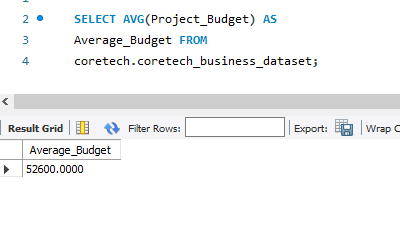 2 SELECT AVG(Project_Budget) AS
3 Average_Budget FROM
4 coretech.coretech_business_dataset;
Result Grid Filter Rows: Export: Wrap C
Average_Budget
52600.0000